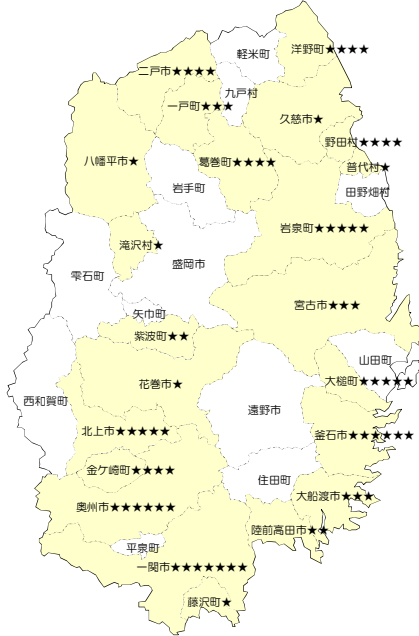 軽米町
洋野町★★★★
二戸市★★★★
九戸村
一戸町★★★
久慈市★
野田村★★★★
八幡平市★
葛巻町★★★★
普代村★
岩手町
田野畑村
岩泉町★★★★★
滝沢村★
盛岡市
雫石町
宮古市★★★
矢巾町
紫波町★★
山田町
花巻市★
大槌町★★★★★
西和賀町
遠野市
北上市★★★★★
釜石市★★★★★★
金ケ崎町★★★★
住田町
大船渡市★★★
奥州市★★★★★★
陸前高田市★★
平泉町
一関市★★★★★★★
藤沢町★